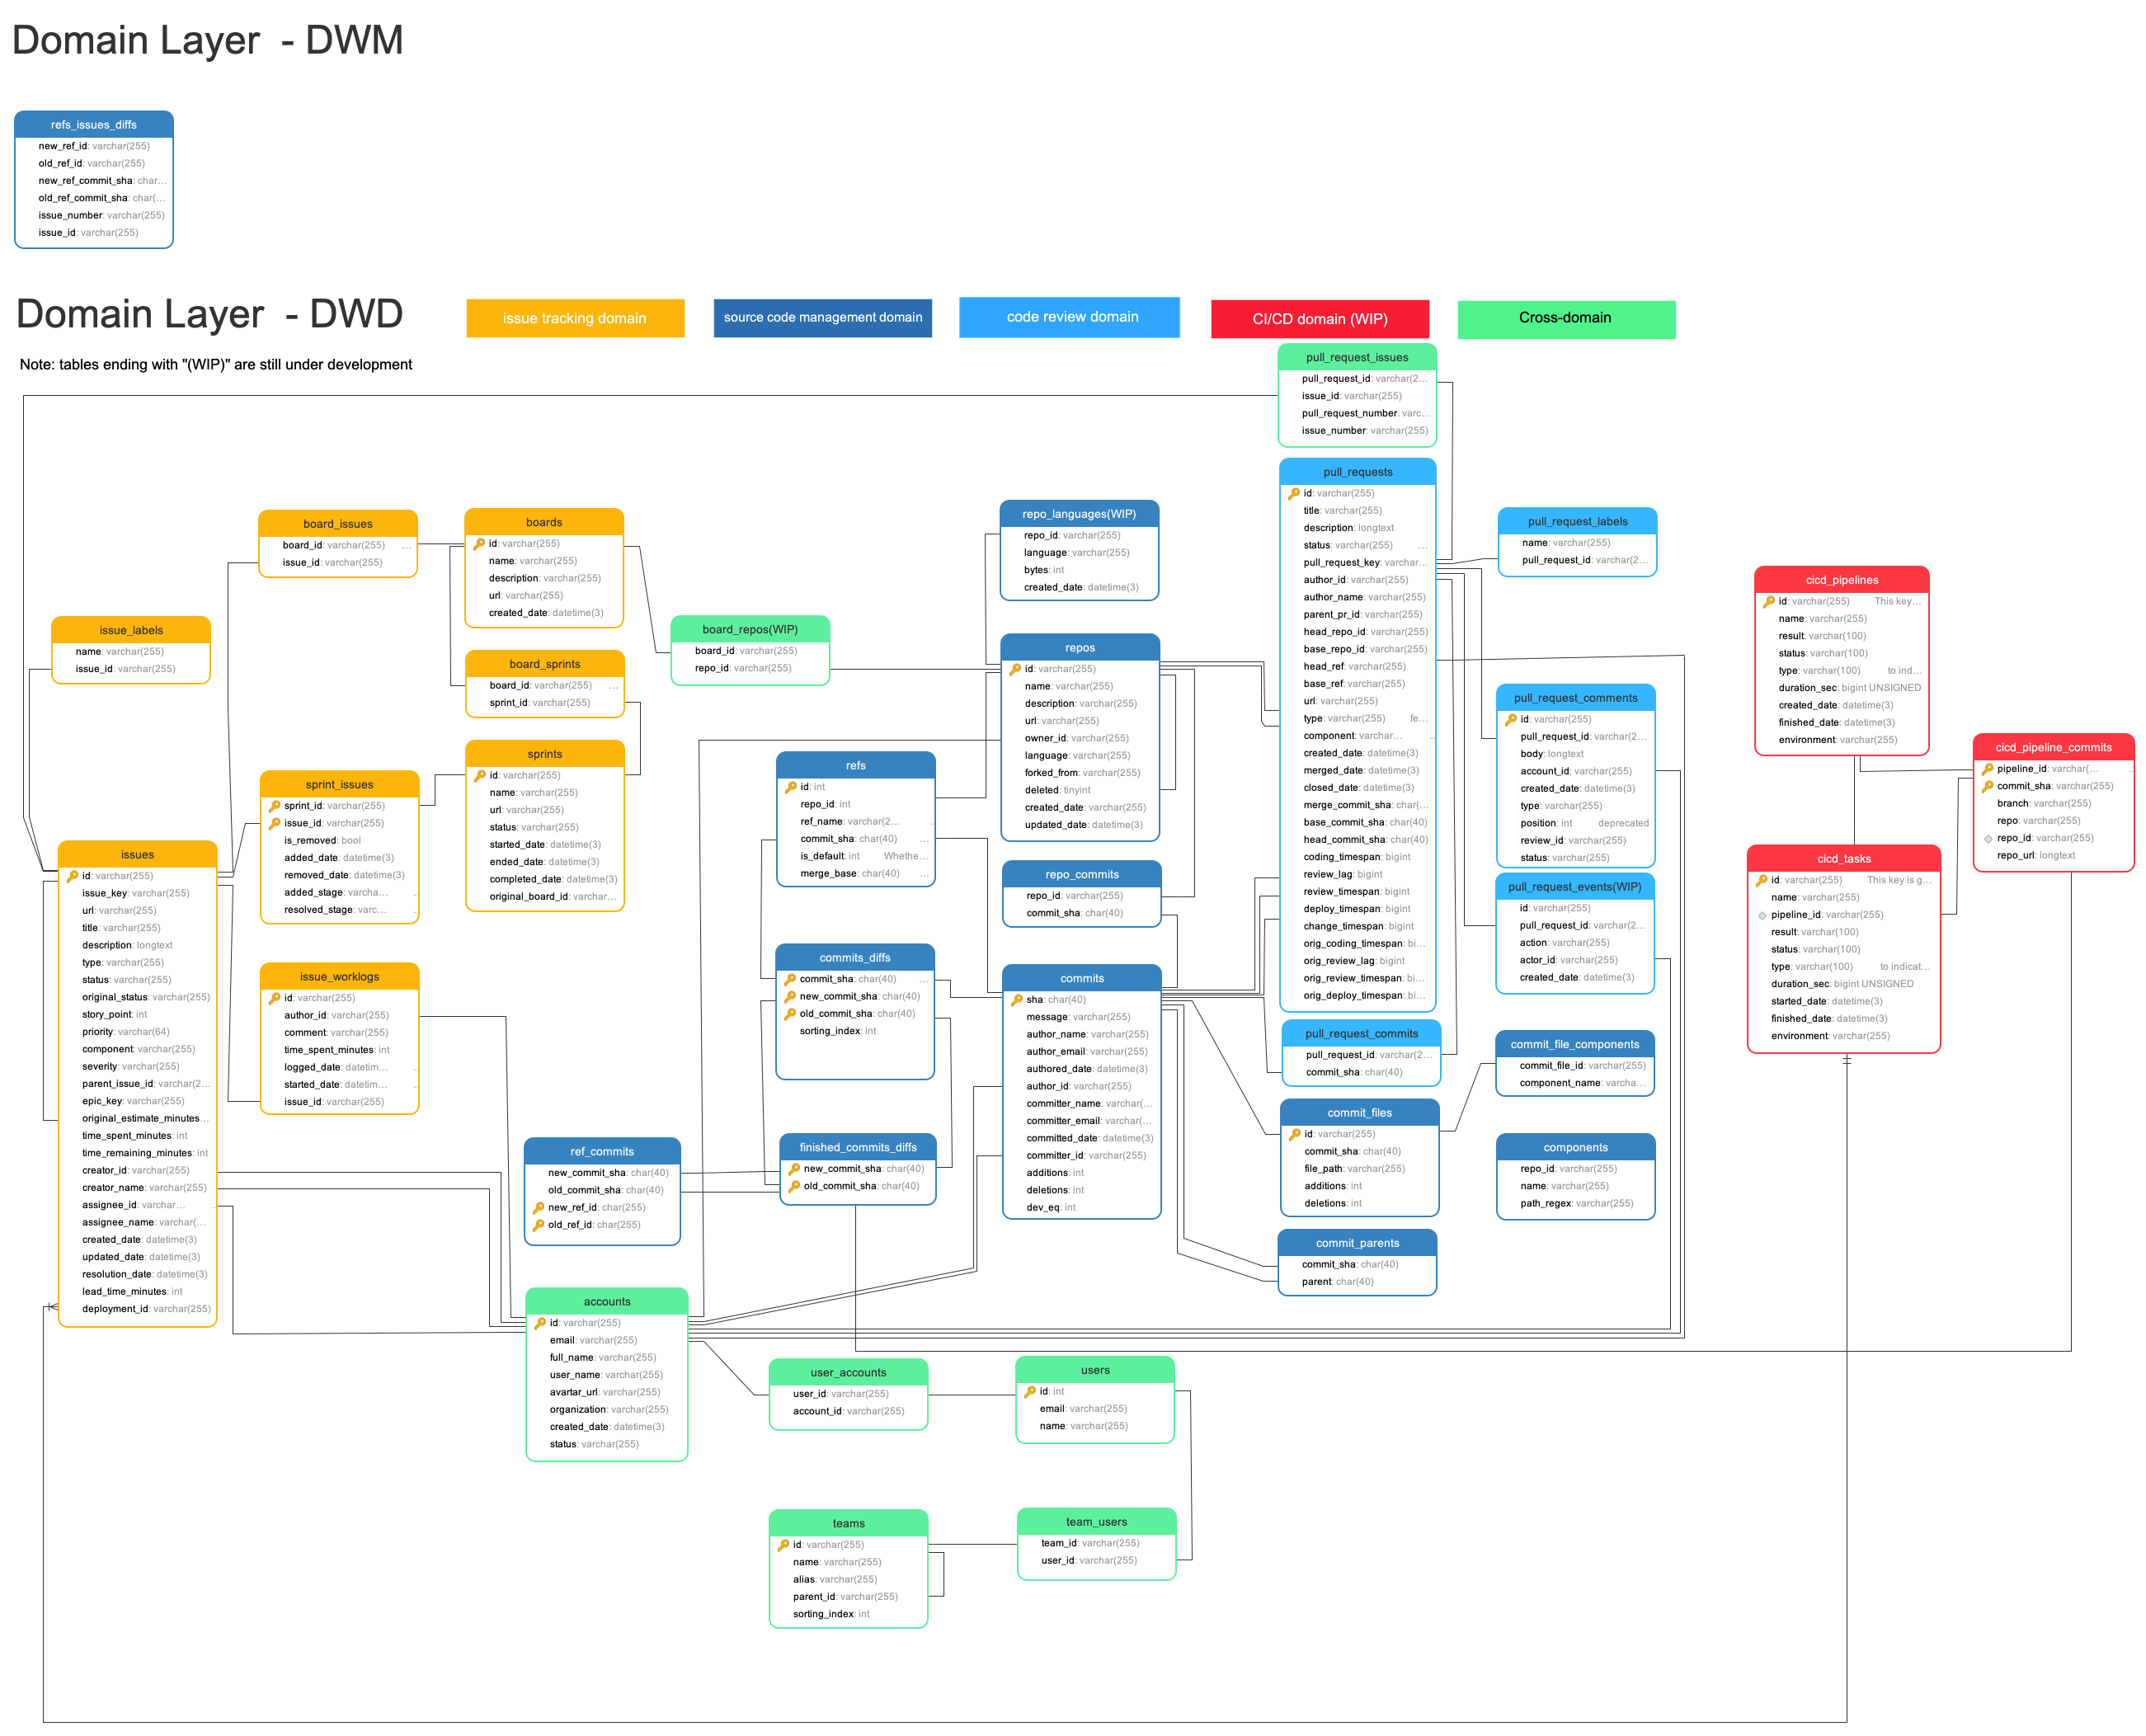 Domain Layer - DWM
refs_issues_diffs
new_ref_id: varchar(255)
old_ref_id: varchar(255)
new_ref_commit_sha: char...
old_ref_commit_sha: char(...
issue_number: varchar(255)
issue_id: varchar(255)
Domain Layer - DWD
issue tracking domain
source code management domain
code review domain
CI/CD domain (WIP)
Cross-domain
Note: tables ending with "(WIP)" are still under development
pull_request_issues
pull_request_id: varchar(2...
issue_id: varchar(255)
pull_request_number: varc...
issue_number: varchar(255)
issue_labels
name: varchar(255)
issue_id: varchar(255)
board_issues
board_id: varchar(255) ...
issue_id: varchar(255)
boards
id: varchar(255)
name: varchar(255)
description: varchar(255)
url: varchar(255)
created_date: datetime(3)
board_sprints
board_id: varchar(255) ...
sprint_id: varchar(255)
board_repos(WIP)
board_id: varchar(255)
repo_id: varchar(255)
sprint_issues
sprint_id: varchar(255)
issue_id: varchar(255)
is_removed: bool
added_date: datetime(3)
removed_date: datetime(3)
added_stage: varcha...
resolved_stage: varc...
sprints
id: varchar(255)
name: varchar(255)
url: varchar(255)
status: varchar(255)
started_date: datetime(3)
ended_date: datetime(3)
completed_date: datetime(3)
original_board_id: varchar...
issues
id: varchar(255)
issue_key: varchar(255)
url: varchar(255)
title: varchar(255)
description: longtext
type: varchar(255)
status: varchar(255)
original_status: varchar(255)
story_point: int
priority: varchar(64)
component: varchar(255)
severity: varchar(255)
parent_issue_id: varchar(2...
epic_key: varchar(255)
original_estimate_minutes...
time_spent_minutes: int
time_remaining_minutes: int
creator_id: varchar(255)
creator_name: varchar(255)
assignee_id: varchar...
assignee_name: varchar(...
created_date: datetime(3)
updated_date: datetime(3)
resolution_date: datetime(3)
lead_time_minutes: int
deployment_id: varchar(255)
issue_worklogs
id: varchar(255)
author_id: varchar(255)
comment: varchar(255)
time_spent_minutes: int
logged_date: datetim...
started_date: datetim...
issue_id: varchar(255)
repo_languages(WIP)
repo_id: varchar(255)
language: varchar(255)
bytes: int
created_date: datetime(3)
repos
id: varchar(255)
name: varchar(255)
description: varchar(255)
url: varchar(255)
owner_id: varchar(255)
language: varchar(255)
forked_from: varchar(255)
deleted: tinyint
created_date: varchar(255)
updated_date: datetime(3)
refs
id: int
repo_id: int
ref_name: varchar(2...
commit_sha: char(40) ...
is_default: int Whethe...
merge_base: char(40) ...
repo_commits
repo_id: varchar(255)
commit_sha: char(40)
commits_diffs
commit_sha: char(40) ...
new_commit_sha: char(40)
old_commit_sha: char(40)
sorting_index: int
commits
sha: char(40)
message: varchar(255)
author_name: varchar(255)
author_email: varchar(255)
authored_date: datetime(3)
author_id: varchar(255)
committer_name: varchar(...
committer_email: varchar(...
committed_date: datetime(3)
committer_id: varchar(255)
additions: int
deletions: int
dev_eq: int
ref_commits
new_commit_sha: char(40)
old_commit_sha: char(40)
new_ref_id: char(255)
old_ref_id: char(255)
finished_commits_diffs
new_commit_sha: char(40)
old_commit_sha: char(40)
pull_requests
id: varchar(255)
title: varchar(255)
description: longtext
status: varchar(255) ...
pull_request_key: varchar...
author_id: varchar(255)
author_name: varchar(255)
parent_pr_id: varchar(255)
head_repo_id: varchar(255)
base_repo_id: varchar(255)
head_ref: varchar(255)
base_ref: varchar(255)
url: varchar(255)
type: varchar(255) fe...
component: varchar...
created_date: datetime(3)
merged_date: datetime(3)
closed_date: datetime(3)
merge_commit_sha: char(...
base_commit_sha: char(40)
head_commit_sha: char(40)
coding_timespan: bigint
review_lag: bigint
review_timespan: bigint
deploy_timespan: bigint
change_timespan: bigint
orig_coding_timespan: bi...
orig_review_lag: bigint
orig_review_timespan: bi...
orig_deploy_timespan: bi...
pull_request_labels
name: varchar(255)
pull_request_id: varchar(2...
pull_request_comments
id: varchar(255)
pull_request_id: varchar(2...
body: longtext
account_id: varchar(255)
created_date: datetime(3)
type: varchar(255)
position: int deprecated
review_id: varchar(255)
status: varchar(255)
pull_request_events(WIP)
id: varchar(255)
pull_request_id: varchar(2...
action: varchar(255)
actor_id: varchar(255)
created_date: datetime(3)
pull_request_commits
pull_request_id: varchar(2...
commit_sha: char(40)
commit_file_components
commit_file_id: varchar(255)
component_name: varcha...
commit_files
id: varchar(255)
commit_sha: char(40)
file_path: varchar(255)
additions: int
deletions: int
components
repo_id: varchar(255)
name: varchar(255)
path_regex: varchar(255)
commit_parents
commit_sha: char(40)
parent: char(40)
cicd_pipelines
id: varchar(255) This key...
name: varchar(255)
result: varchar(100)
status: varchar(100)
type: varchar(100) to ind...
duration_sec: bigint UNSIGNED
created_date: datetime(3)
finished_date: datetime(3)
environment: varchar(255)
cicd_pipeline_commits
pipeline_id: varchar(...
commit_sha: varchar(255)
branch: varchar(255)
repo: varchar(255)
repo_id: varchar(255)
repo_url: longtext
cicd_tasks
id: varchar(255) This key is g...
name: varchar(255)
pipeline_id: varchar(255)
result: varchar(100)
status: varchar(100)
type: varchar(100) to indicat...
duration_sec: bigint UNSIGNED
started_date: datetime(3)
finished_date: datetime(3)
environment: varchar(255)
accounts
id: varchar(255)
email: varchar(255)
full_name: varchar(255)
user_name: varchar(255)
avartar_url: varchar(255)
organization: varchar(255)
created_date: datetime(3)
status: varchar(255)
user_accounts
user_id: varchar(255)
account_id: varchar(255)
users
id: int
email: varchar(255)
name: varchar(255)
teams
id: varchar(255)
name: varchar(255)
alias: varchar(255)
parent_id: varchar(255)
sorting_index: int
team_users
team_id: varchar(255)
user_id: varchar(255)